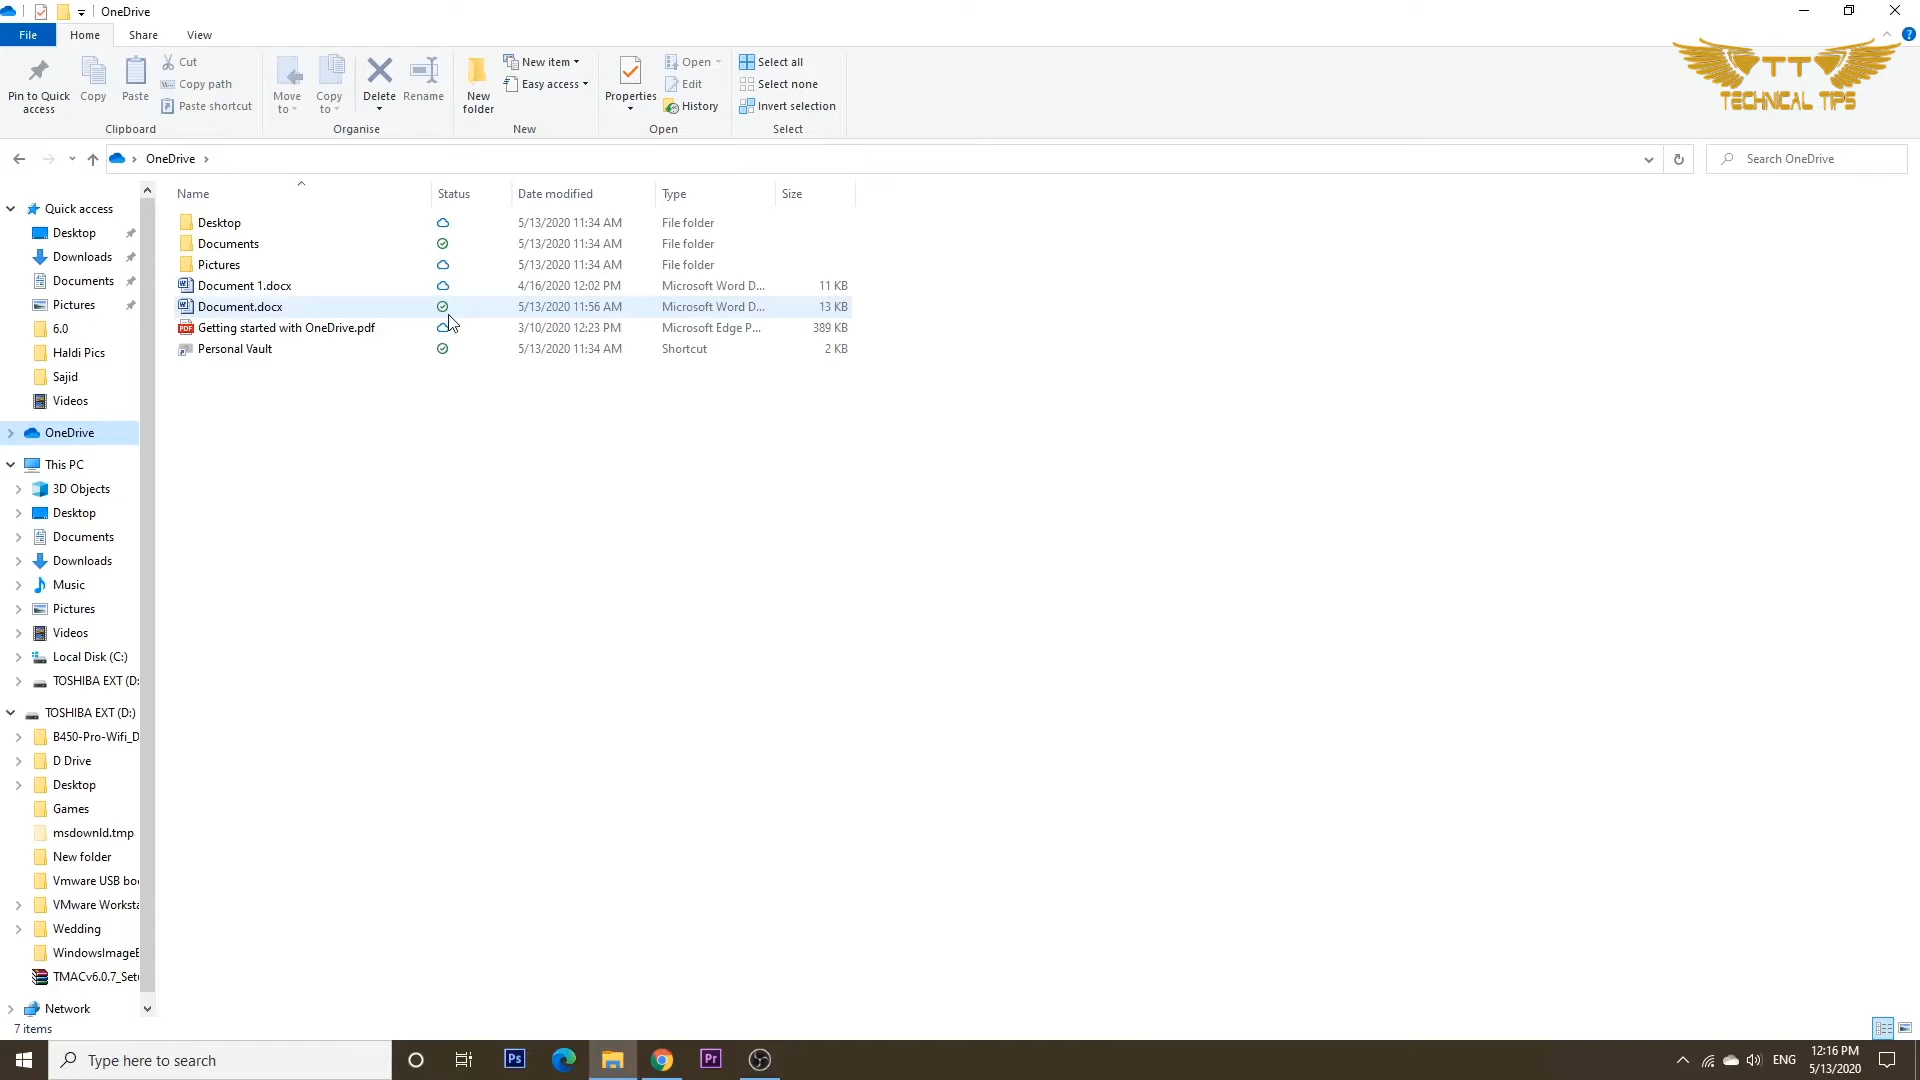 OneDrive
File Home Share View
Pin to Quick access
Copy
Paste
Cut
Copy path
Paste shortcut
Clipboard
Move to
Copy to
Delete
Rename
Organise
New folder
New item
Easy access
New
Properties
Open
Edit
History
Open
Select all
Select none
Invert selection
Select
TT
TECHNICAL TIPS
OneDrive
Search OneDrive
Name Status Date modified Type Size
Desktop 5/13/2020 11:34 AM File folder
Documents 5/13/2020 11:34 AM File folder
Pictures 5/13/2020 11:34 AM File folder
Document 1.docx 4/16/2020 12:02 PM Microsoft Word D... 11 KB
Document.docx 5/13/2020 11:56 AM Microsoft Word D... 13 KB
Getting started with OneDrive.pdf 3/10/2020 12:23 PM Microsoft Edge P... 389 KB
Personal Vault 5/13/2020 11:34 AM Shortcut 2 KB
Quick access
Desktop
Downloads
Documents
Pictures
6.0
Haldi Pics
Sajid
Videos
OneDrive
This PC
3D Objects
Desktop
Documents
Downloads
Music
Pictures
Videos
Local Disk (C:)
TOSHIBA EXT (D:
TOSHIBA EXT (D:)
B450-Pro-Wifi_D
D Drive
Desktop
Games
msdownld.tmp
New folder
Vmware USB boo
VMware Worksta
Wedding
WindowsImageB
TMACv6.0.7_Setu
Network
7 items
Type here to search
Ps
Pr
ENG
12:16 PM
5/13/2020